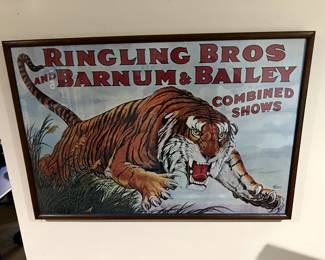 RINGLING BROS
AND BARNUM & BAILEY
COMBINED
SHOWS